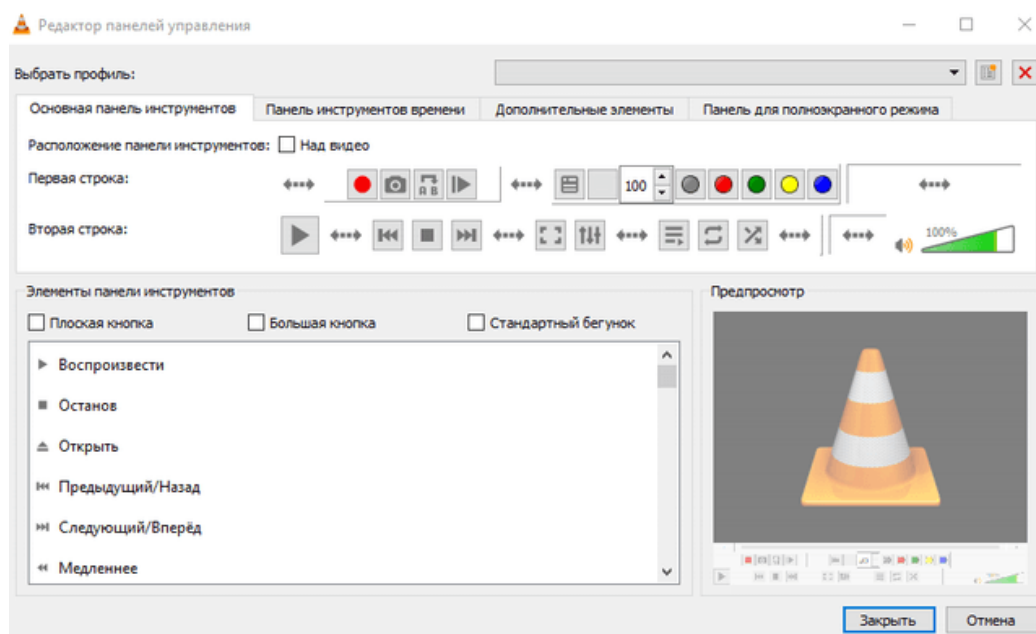 Редактор панелей управления
Выбрать профиль:
Основная панель инструментов
Панель инструментов времени
Дополнительные элементы
Панель для полноэкранного режима
Расположение панели инструментов:
Над видео
Первая строка:
A B
100
Вторая строка:
100%
Элементы панели инструментов
Предпросмотр
Плоская кнопка
Большая кнопка
Стандартный бегунок
Воспроизвести
Останов
Открыть
Предыдущий/Назад
Следующий/Вперёд
Медленнее
Закрыть
Отмена